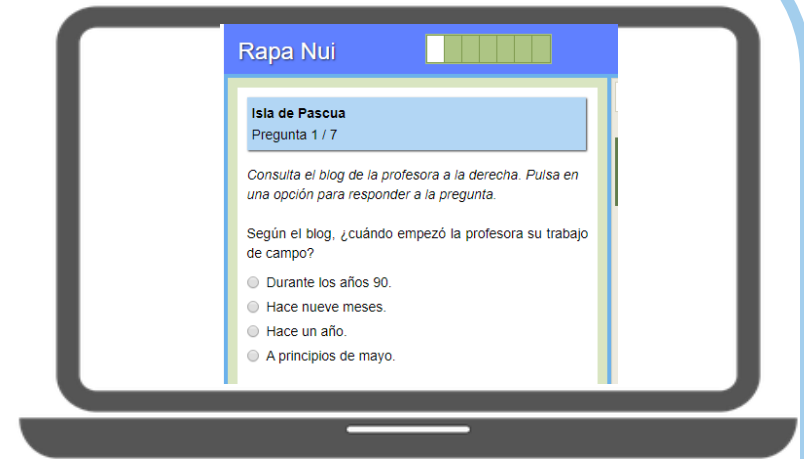 Rapa Nui
Isla de Pascua
Pregunta 1 / 7
Consulta el blog de la profesora a la derecha. Pulsa en
una opción para responder a la pregunta.
Según el blog, ¿cuándo empezó la profesora su trabajo
de campo?
Durante los años 90.
Hace nueve meses.
Hace un año.
A principios de mayo.